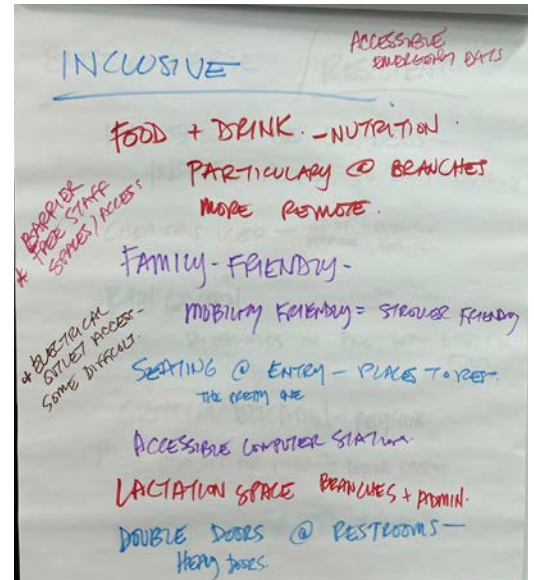 ACCESSIBLE
EMERGENCY EXITS
INCLUSIVE
FOOD + DRINK. - NUTRITION.
PARTICULARY @ BRANCHES
MORE REMOTE.
* BARRIER
FREE STAFF
SPACES/ACCESS
FAMILY - FRIENDLY -
MOBILITY FRIENDLY = STROLLER FRIENDLY
* ELECTRICAL
OUTLET ACCESS -
SOME DIFFICULT.
SEATING @ ENTRY - PLACES TO REST.
THE PRETTY ONE
ACCESSIBLE COMPUTER STATION.
LACTATION SPACE BRANCHES + ADMIN.
DOUBLE DOORS @ RESTROOMS -
HEAVY DOORS.